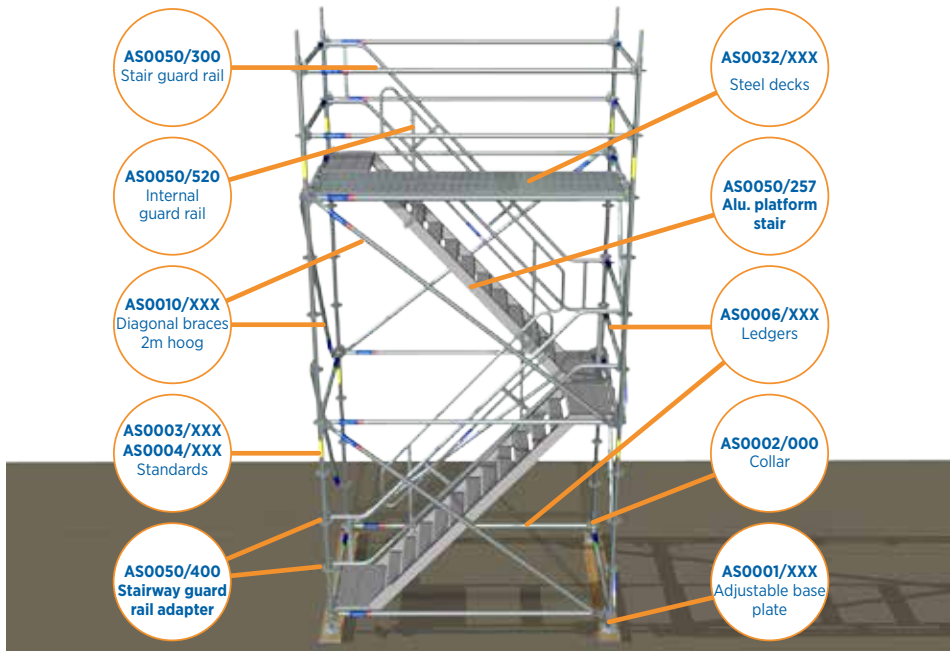 AS0050/300
Stair guard rail
AS0050/520
Internal
guard rail
AS0010/XXX
Diagonal braces
2m hoog
AS0003/XXX
AS0004/XXX
Standards
AS0050/400
Stairway guard
rail adapter
AS0032/XXX
Steel decks
AS0050/257
Alu. platform
stair
AS0006/XXX
Ledgers
AS0002/000
Collar
AS0001/XXX
Adjustable base
plate